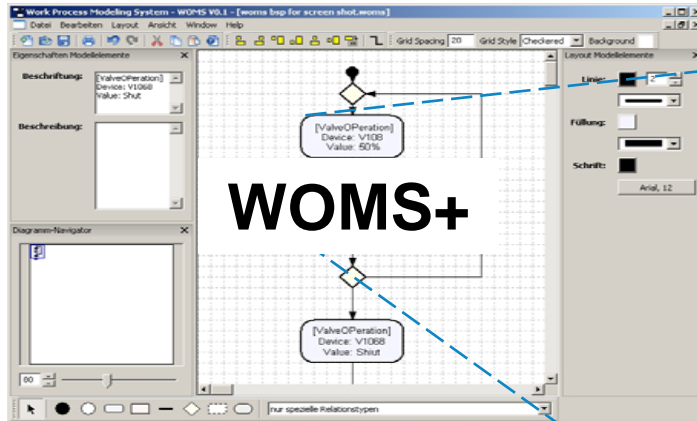 Work Process Modeling System - WOMS V0.1 - [woms bsp for screen shot.woms]
Datei Bearbeiten Layout Ansicht Window Help
Grid Spacing 20 Grid Style Checkered Background
Eigenschaften Modellelemente
Layout Modellelemente
Beschriftung:
[ValveOPeration]
Device: V1068
Value: Shut
Beschreibung:
Linie: 2
Füllung:
Schrift:
Arial, 12
[ValveOPeration]
Device: V108
Value: 50%
WOMS+
Diagramm-Navigator
[ValveOPeration]
Device: V1068
Value: Shiut
80
nur spezielle Relationstypen